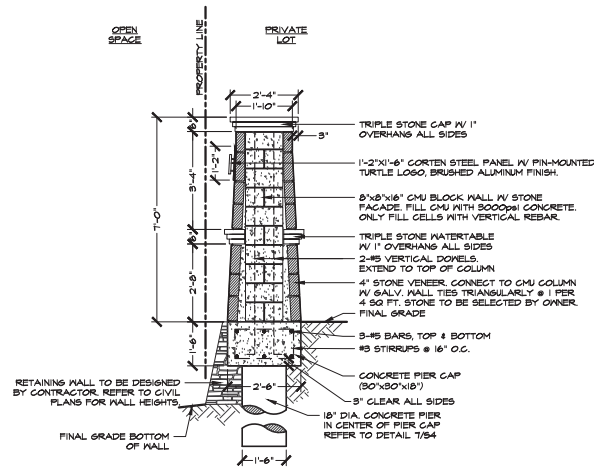 OPEN
SPACE
PROPERTY LINE
PRIVATE
LOT
2'-4"
1'-10"
6"
3"
TRIPLE STONE CAP W/ 1"
OVERHANG ALL SIDES
1'-2"
1'-2"X1'-6" CORTEN STEEL PANEL W/ PIN-MOUNTED
TURTLE LOGO, BRUSHED ALUMINUM FINISH.
3'-4"
7'-0"
8"x8"x16" CMU BLOCK WALL W/ STONE
FACADE. FILL CMU WITH 3000psi CONCRETE.
ONLY FILL CELLS WITH VERTICAL REBAR.
6"
TRIPLE STONE WATERTABLE
W/ 1" OVERHANG ALL SIDES
2-#5 VERTICAL DOWELS.
EXTEND TO TOP OF COLUMN
2'-8"
4" STONE VENEER. CONNECT TO CMU COLUMN
W/ GALV. WALL TIES TRIANGULARLY @ 1 PER
4 SQ FT. STONE TO BE SELECTED BY OWNER.
FINAL GRADE
1'-6"
3-#5 BARS, TOP & BOTTOM
#3 STIRRUPS @ 16" O.C.
CONCRETE PIER CAP
(30"x30"x18")
RETAINING WALL TO BE DESIGNED
BY CONTRACTOR. REFER TO CIVIL
PLANS FOR WALL HEIGHTS.
2'-6"
3" CLEAR ALL SIDES
18" DIA. CONCRETE PIER
IN CENTER OF PIER CAP
REFER TO DETAIL 7/S4
FINAL GRADE BOTTOM
OF WALL
1'-6"